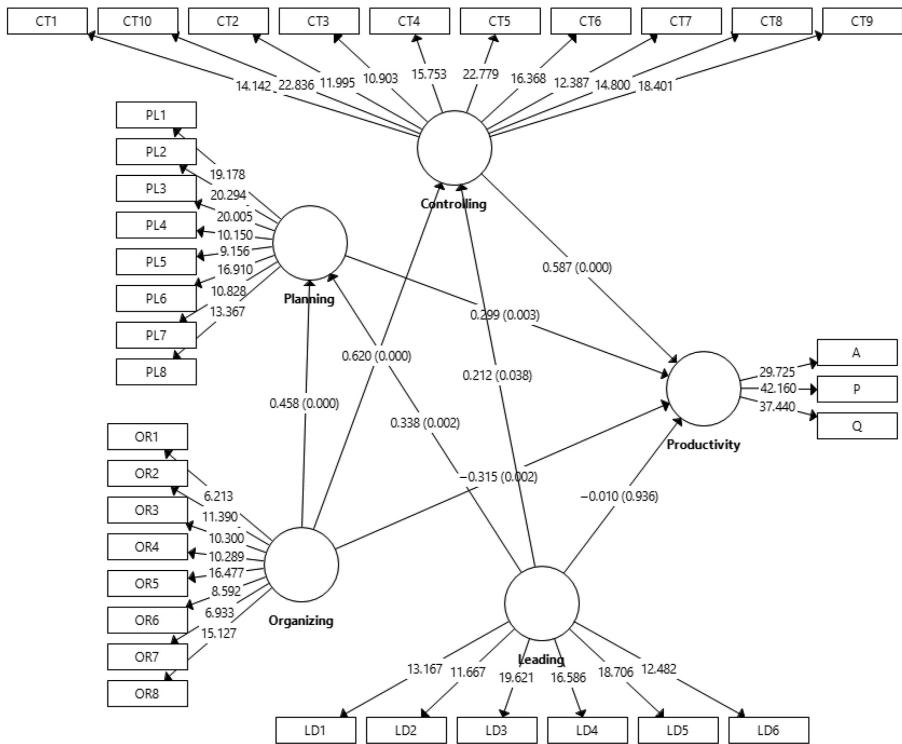 CT1 CT10 CT2 CT3 CT4 CT5 CT6 CT7 CT8 CT9
14.142 22.836 11.995 10.903 15.753 22.779 16.368 12.387 14.800 18.401
Controlling
PL1
PL2
PL3
PL4
PL5
PL6
PL7
PL8
19.178
20.294
20.005
10.150
9.156
16.910
10.828
13.367
Planning
0.587 (0.000)
0.299 (0.003)
0.620 (0.000)
0.212 (0.038)
0.458 (0.000)
0.338 (0.002)
−0.315 (0.002)
−0.010 (0.936)
Productivity
29.725
42.160
37.440
A
P
Q
OR1
OR2
OR3
OR4
OR5
OR6
OR7
OR8
6.213
11.390
10.300
10.289
16.477
8.592
6.933
15.127
Organizing
Leading
13.167 11.667 19.621 16.586 18.706 12.482
LD1 LD2 LD3 LD4 LD5 LD6